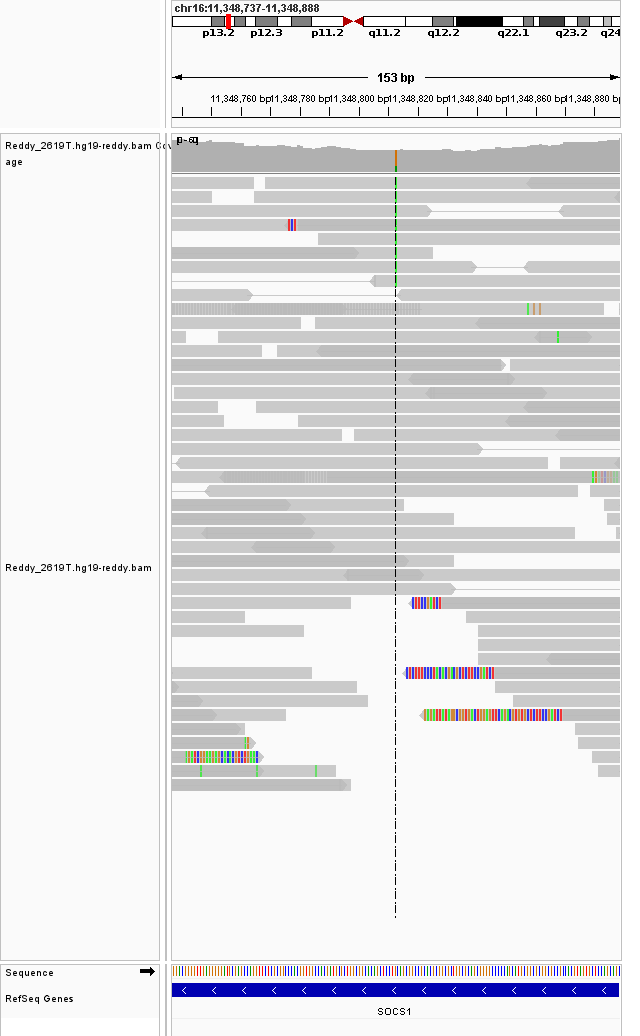 chr16:11,348,737-11,348,888
p13.2 p12.3 p11.2 q11.2 q12.2 q22.1 q23.2 q24
153 bp
11,348,760 bp 11,348,780 bp 11,348,800 bp 11,348,820 bp 11,348,840 bp 11,348,860 bp 11,348,880 bp
Reddy_2619T.hg19-reddy.bam Cov
age
Reddy_2619T.hg19-reddy.bam
Sequence
RefSeq Genes
SOCS1